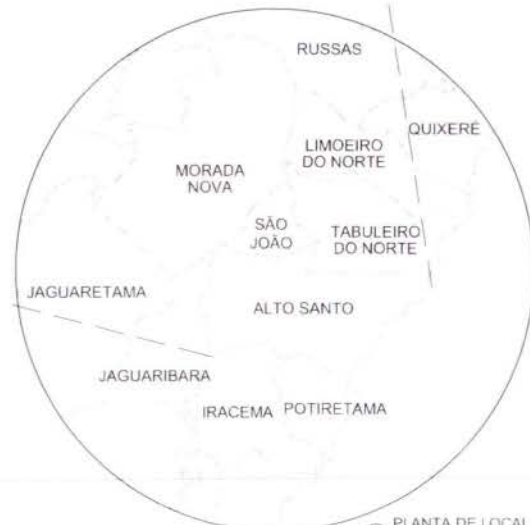 RUSSAS
QUIXERÉ
LIMOEIRO
DO NORTE
MORADA
NOVA
SÃO
JOÃO
TABULEIRO
DO NORTE
JAGUARETAMA
ALTO SANTO
JAGUARIBARA
IRACEMA
POTIRETAMA
PLANTA DE LOCAL